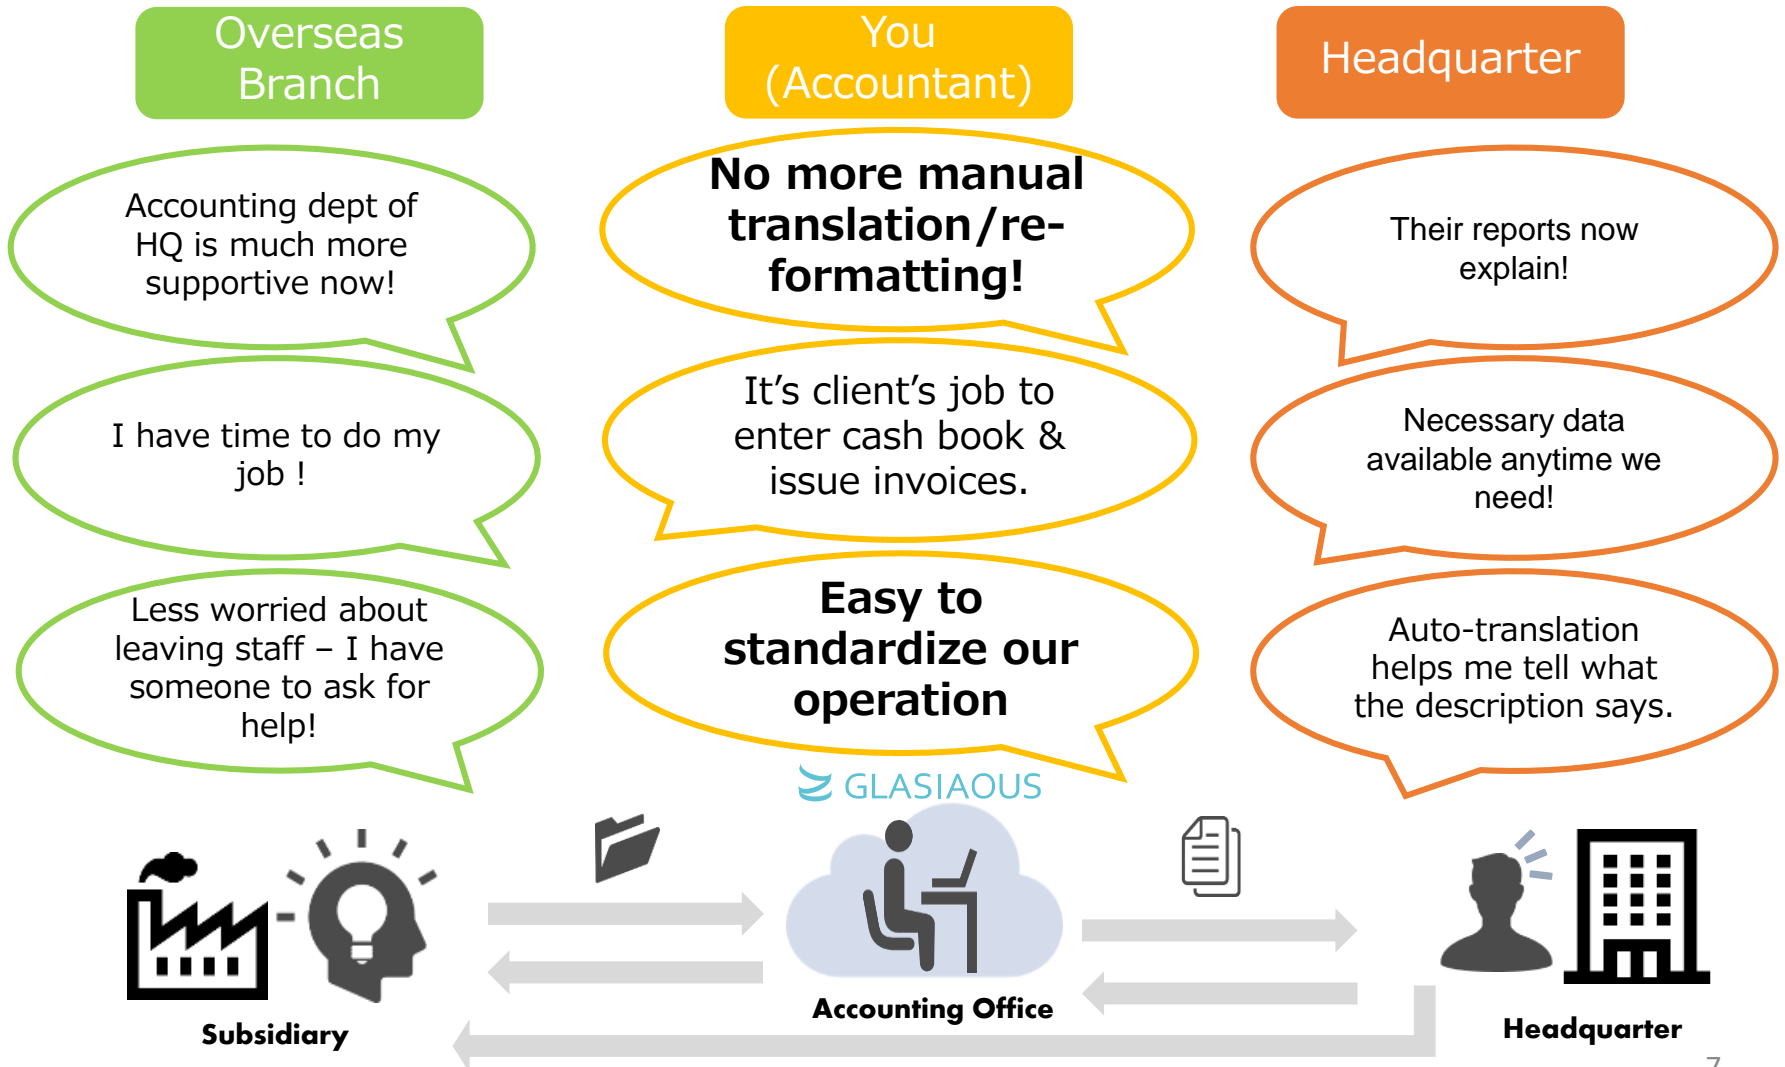 Overseas
Branch
You
(Accountant)
Headquarter
Accounting dept of
HQ is much more
supportive now!
No more manual
translation/re-
formatting!
Their reports now
explain!
I have time to do my
job !
It’s client’s job to
enter cash book &
issue invoices.
Necessary data
available anytime we
need!
Less worried about
leaving staff – I have
someone to ask for
help!
Easy to
standardize our
operation
Auto-translation
helps me tell what
the description says.
GLASIAOUS
Subsidiary
Accounting Office
Headquarter
7